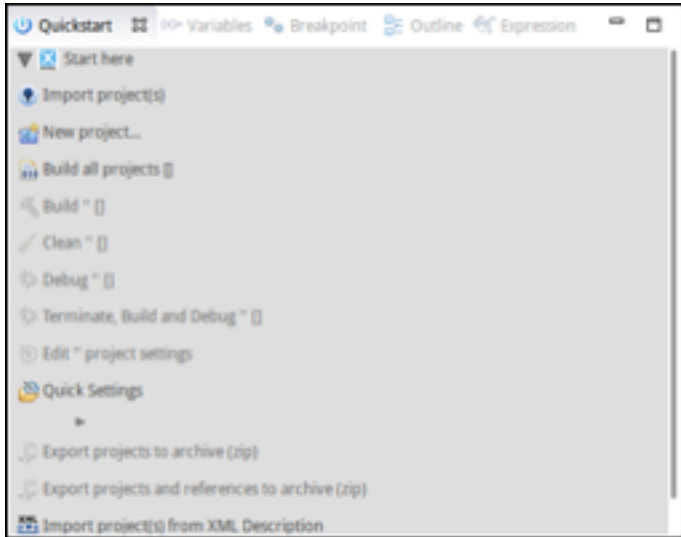 Quickstart Variables Breakpoint Outline Expression
Start here
Import project(s)
New project...
Build all projects []
Build '' []
Clean '' []
Debug '' []
Terminate, Build and Debug '' []
Edit '' project settings
Quick Settings
Export projects to archive (zip)
Export projects and references to archive (zip)
Import project(s) from XML Description